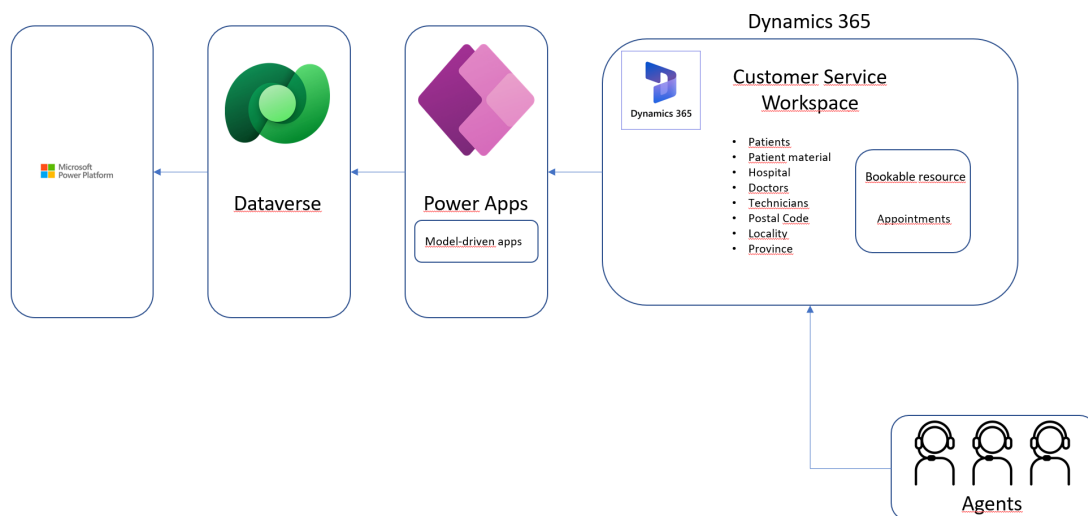 Dynamics 365
Microsoft
Power Platform
Dataverse
Power Apps
Model-driven apps
Dynamics 365
Customer Service
Workspace
• Patients
• Patient material
• Hospital
• Doctors
• Technicians
• Postal Code
• Locality
• Province
Bookable resource
Appointments
Agents